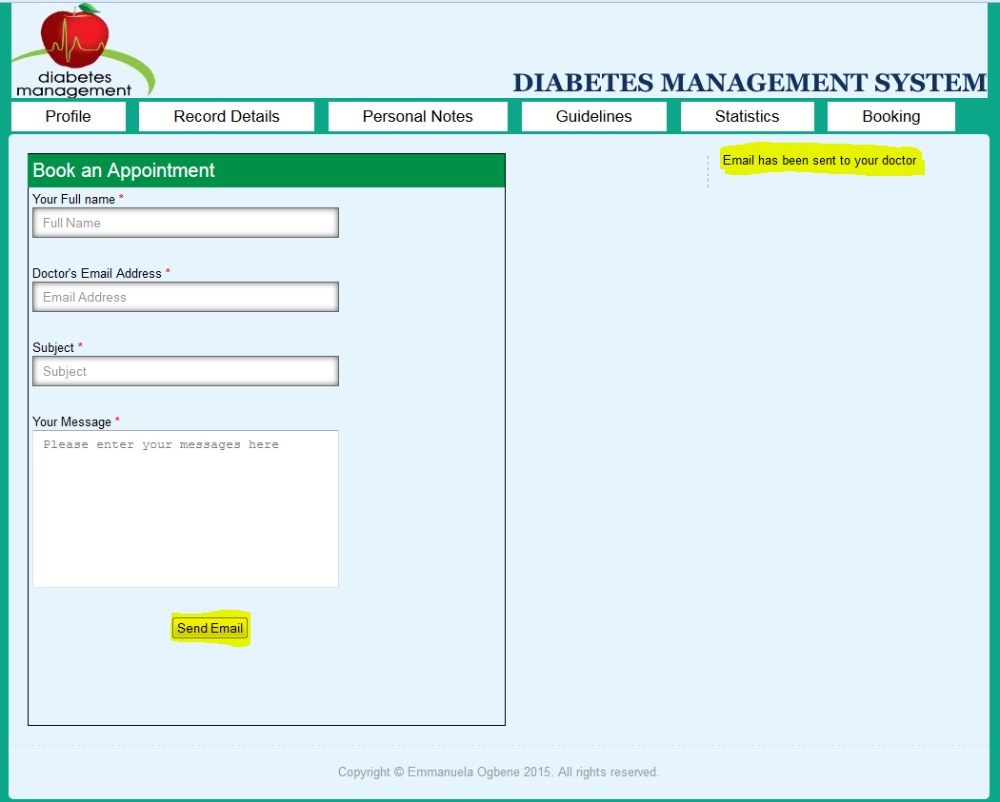 diabetes
management
DIABETES MANAGEMENT SYSTEM
Profile
Record Details
Personal Notes
Guidelines
Statistics
Booking
Book an Appointment
Email has been sent to your doctor
Your Full name *
Full Name
Doctor's Email Address *
Email Address
Subject *
Subject
Your Message *
Please enter your messages here
Send Email
Copyright © Emmanuela Ogbene 2015. All rights reserved.